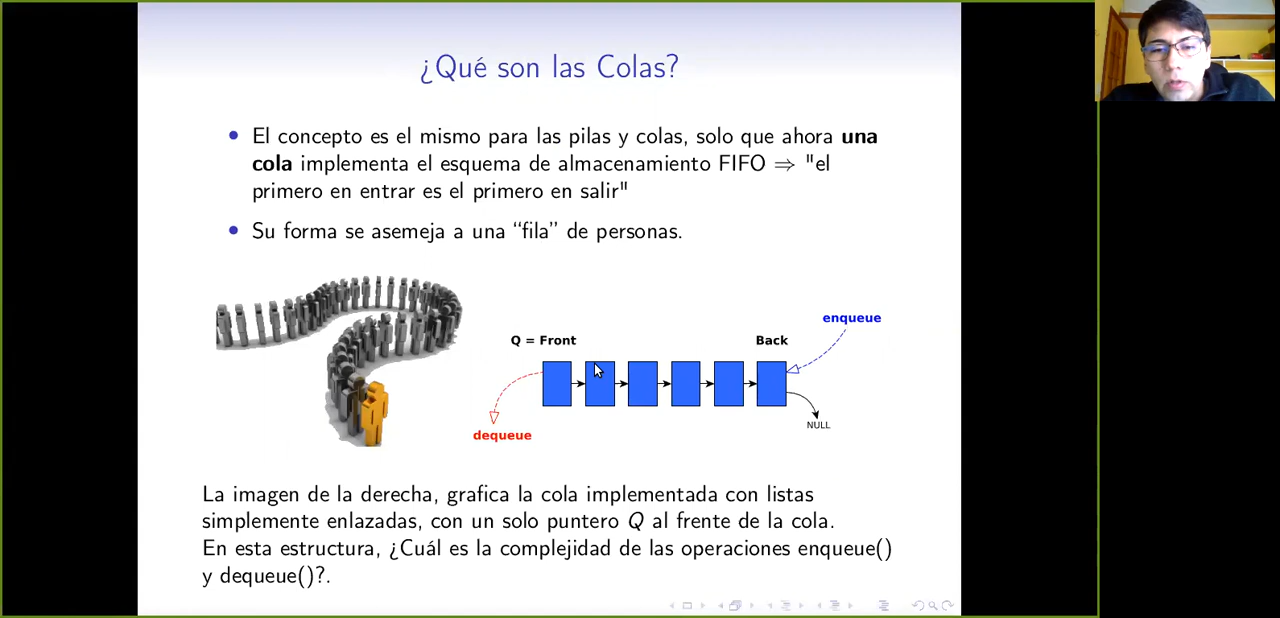 ¿Qué son las Colas?
El concepto es el mismo para las pilas y colas, solo que ahora una
cola implementa el esquema de almacenamiento FIFO ⇒ "el
primero en entrar es el primero en salir"
Su forma se asemeja a una “fila” de personas.
enqueue
Q = Front
Back
dequeue
NULL
La imagen de la derecha, grafica la cola implementada con listas
simplemente enlazadas, con un solo puntero Q al frente de la cola.
En esta estructura, ¿Cuál es la complejidad de las operaciones enqueue()
y dequeue()?.